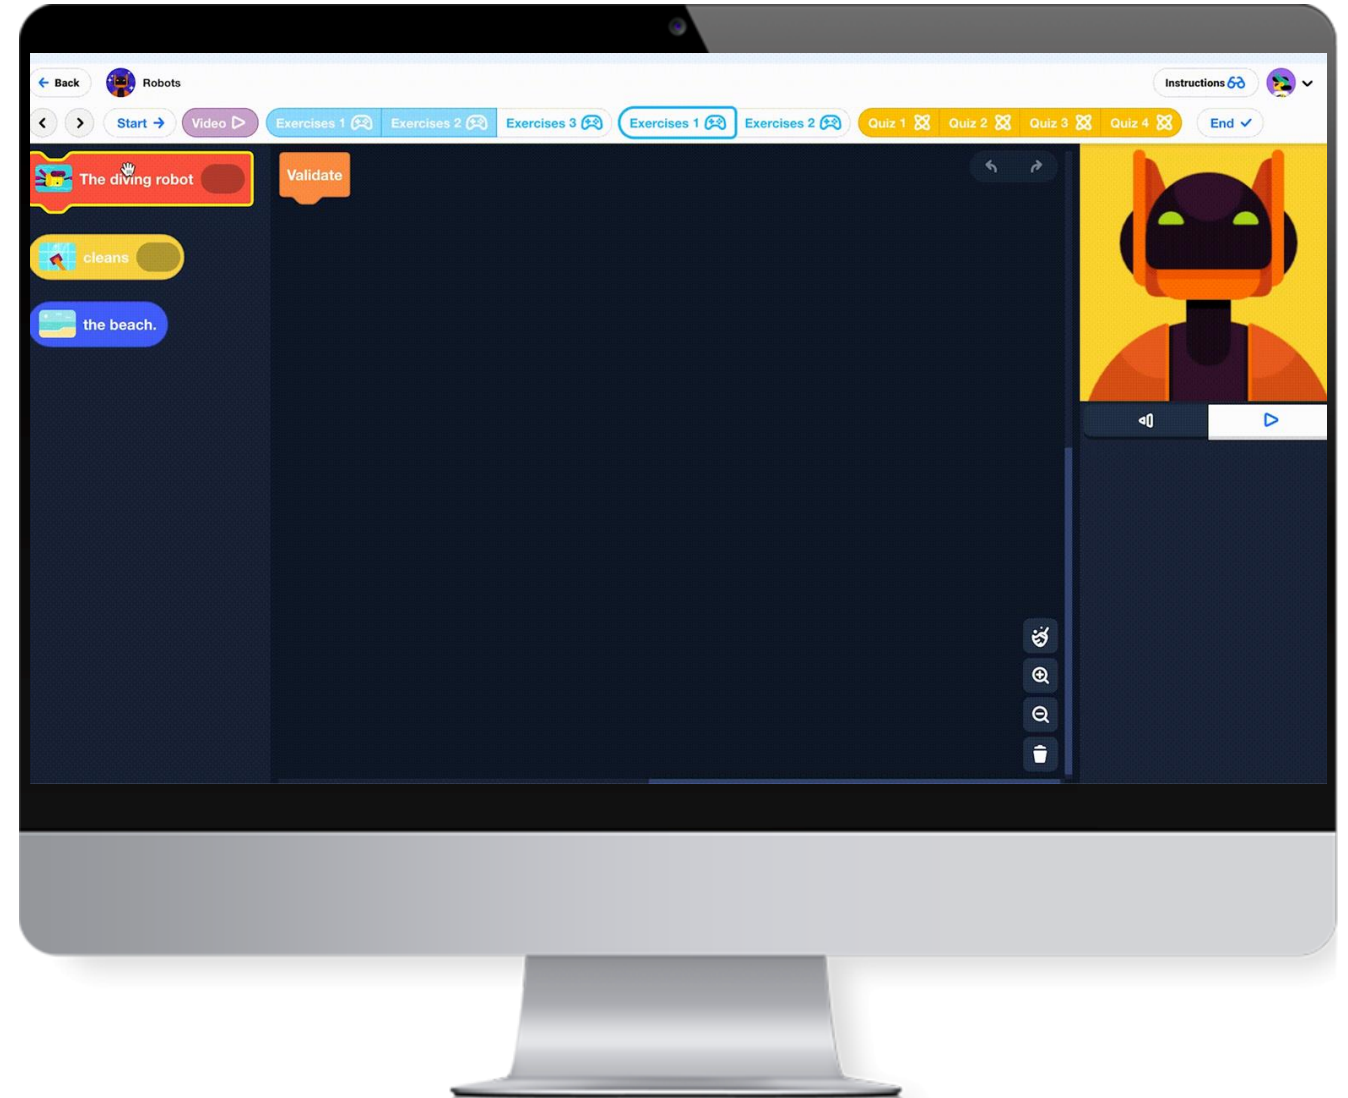 Back Robots Instructions
Start Video Exercises 1 Exercises 2 Exercises 3 Exercises 1 Exercises 2 Quiz 1 Quiz 2 Quiz 3 Quiz 4 End
The diving robot
Validate
cleans
the beach.